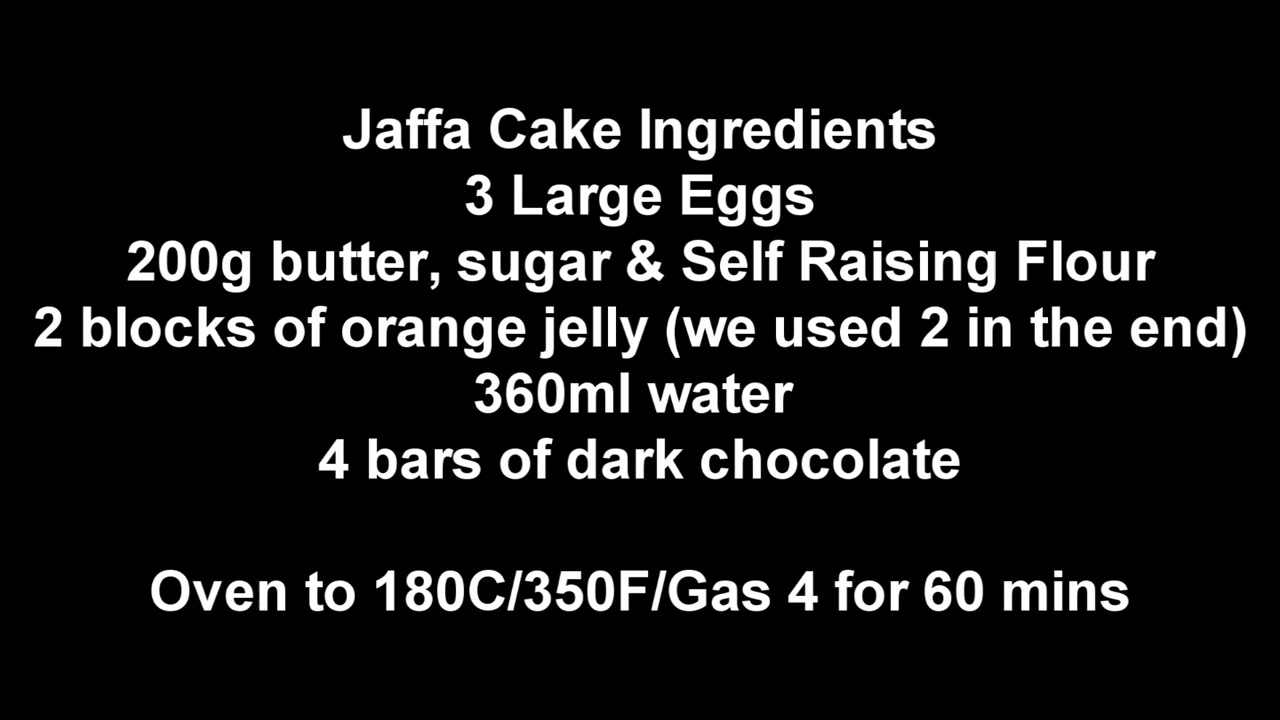 Jaffa Cake Ingredients
3 Large Eggs
200g butter, sugar & Self Raising Flour
2 blocks of orange jelly (we used 2 in the end)
360ml water
4 bars of dark chocolate
Oven to 180C/350F/Gas 4 for 60 mins